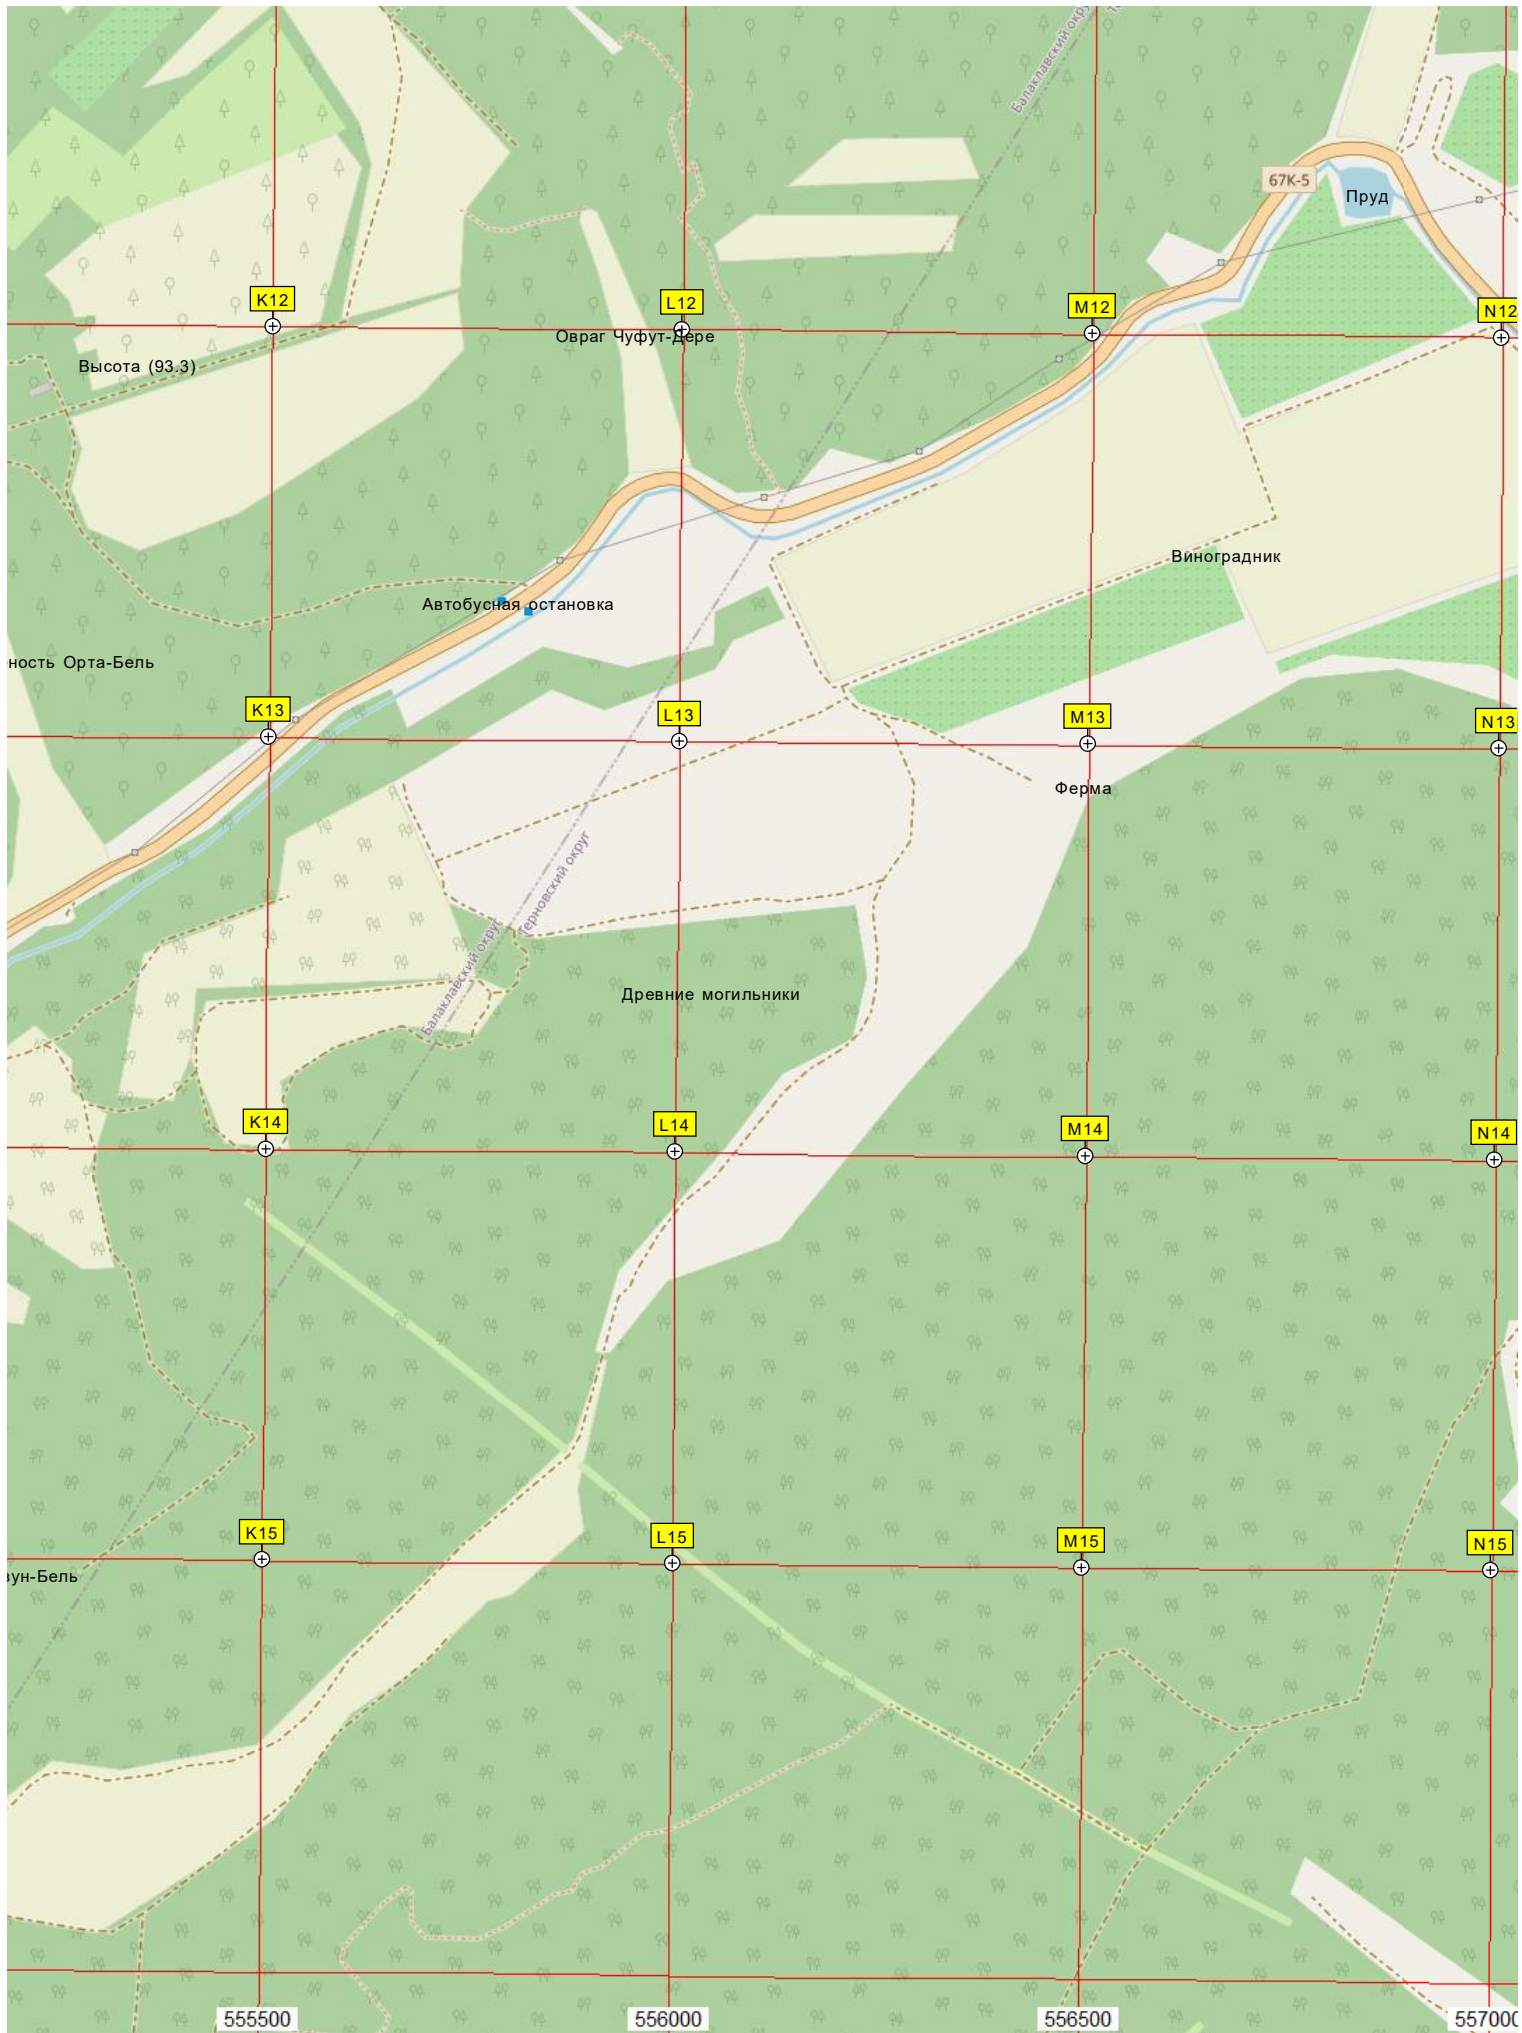 Балаклавский округ
67К-5
Пруд
K12
L12
M12
N12
Овраг Чуфут-Дере
Высота (93.3)
Виноградник
Автобусная остановка
ность Орта-Бель
K13
L13
M13
N13
Ферма
Терновский округ
Балаклавский округ
Древние могильники
K14
L14
M14
N14
K15
L15
M15
N15
зун-Бель
555500
556000
556500
557000